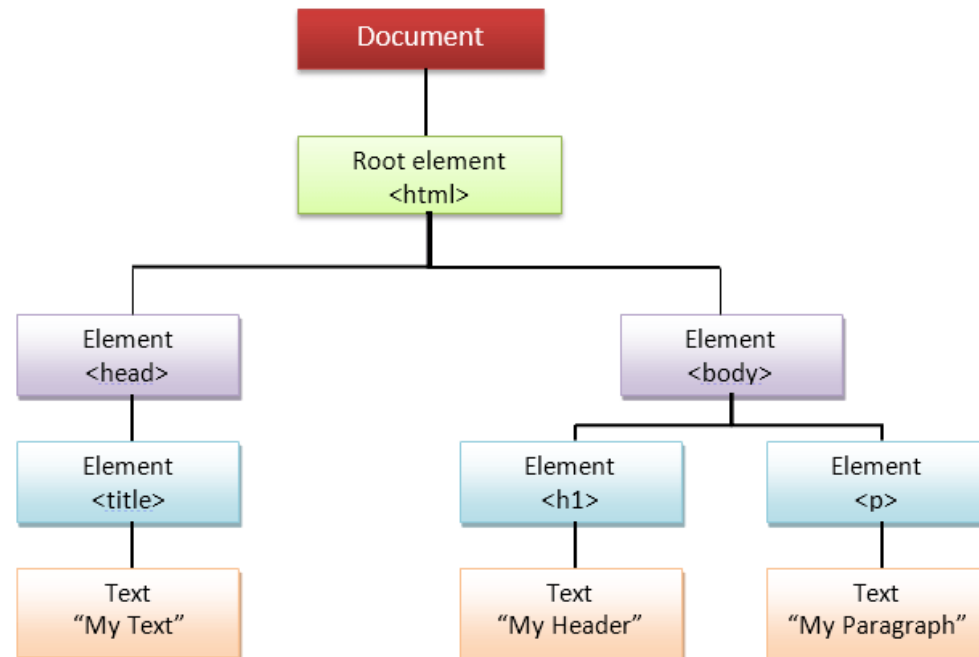 Document
Root element
<html>
Element
<head>
Element
<body>
Element
<title>
Element
<h1>
Element
<p>
Text
“My Text”
Text
“My Header”
Text
“My Paragraph”